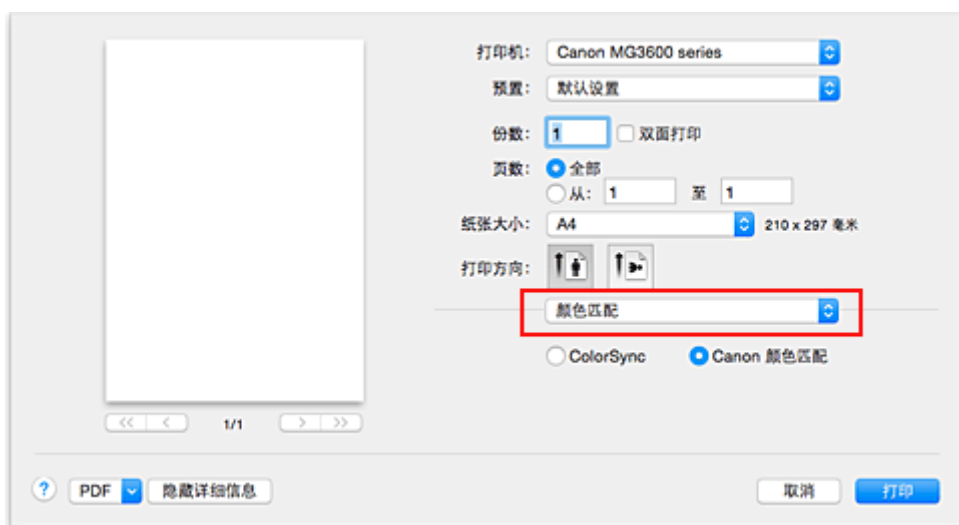 打印机: Canon MG3600 series
预置: 默认设置
份数: 1 双面打印
页数: 全部
从: 1 至 1
纸张大小: A4 210 x 297 毫米
打印方向:
颜色匹配
ColorSync Canon 颜色匹配
<< < 1/1 > >>
? PDF 隐藏详细信息 取消 打印